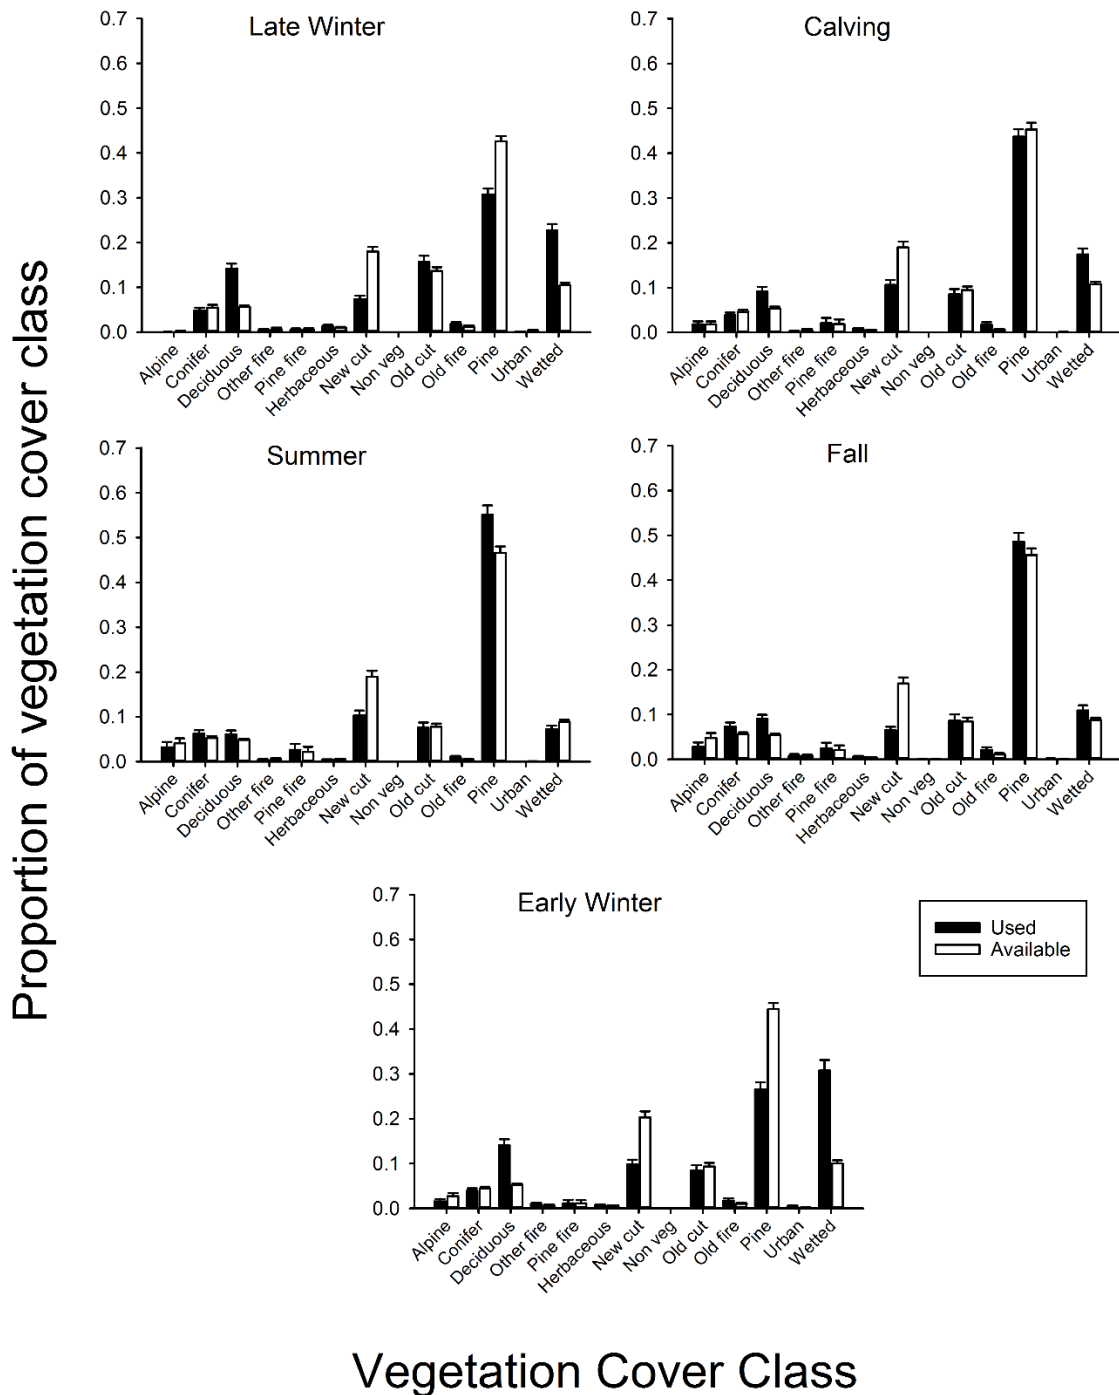 Proportion of vegetation cover class
Late Winter
0.7
0.6
0.5
0.4
0.3
0.2
0.1
0.0
Alpine
Conifer
Deciduous
Other fire
Pine fire
Herbaceous
New cut
Non veg
Old cut
Old fire
Pine
Urban
Wetted
Calving
0.7
0.6
0.5
0.4
0.3
0.2
0.1
0.0
Alpine
Conifer
Deciduous
Other fire
Pine fire
Herbaceous
New cut
Non veg
Old cut
Old fire
Pine
Urban
Wetted
Summer
0.7
0.6
0.5
0.4
0.3
0.2
0.1
0.0
Alpine
Conifer
Deciduous
Other fire
Pine fire
Herbaceous
New cut
Non veg
Old cut
Old fire
Pine
Urban
Wetted
Fall
0.7
0.6
0.5
0.4
0.3
0.2
0.1
0.0
Alpine
Conifer
Deciduous
Other fire
Pine fire
Herbaceous
New cut
Non veg
Old cut
Old fire
Pine
Urban
Wetted
Early Winter
0.7
0.6
0.5
0.4
0.3
0.2
0.1
0.0
Alpine
Conifer
Deciduous
Other fire
Pine fire
Herbaceous
New cut
Non veg
Old cut
Old fire
Pine
Urban
Wetted
Used
Available
Vegetation Cover Class